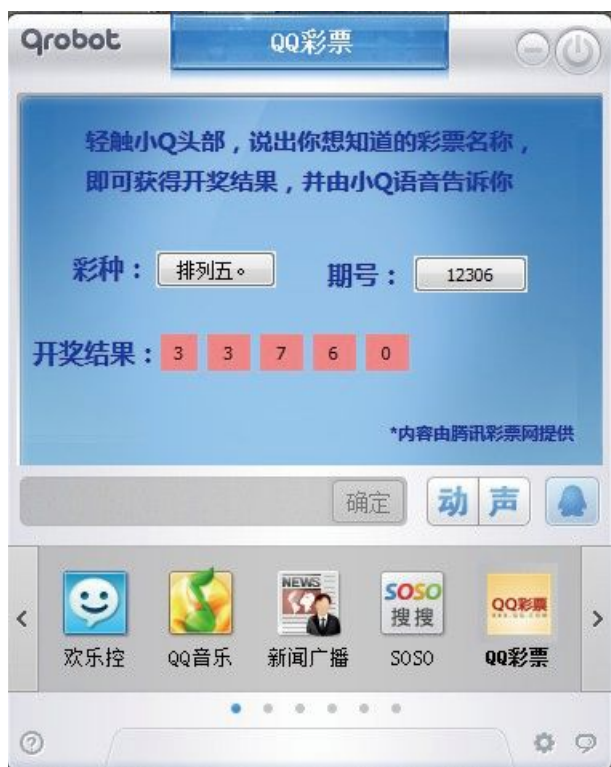 Qrobot
QQ彩票
轻触小Q头部，说出你想知道的彩票名称，
即可获得开奖结果，并由小Q语音告诉你
彩种： 排列五。 期号： 12306
开奖结果： 3 3 7 6 0
*内容由腾讯彩票网提供
确定 动 声
NEWS
SOSO
搜搜
QQ彩票
欢乐控 QQ音乐 新闻广播 SOSO QQ彩票